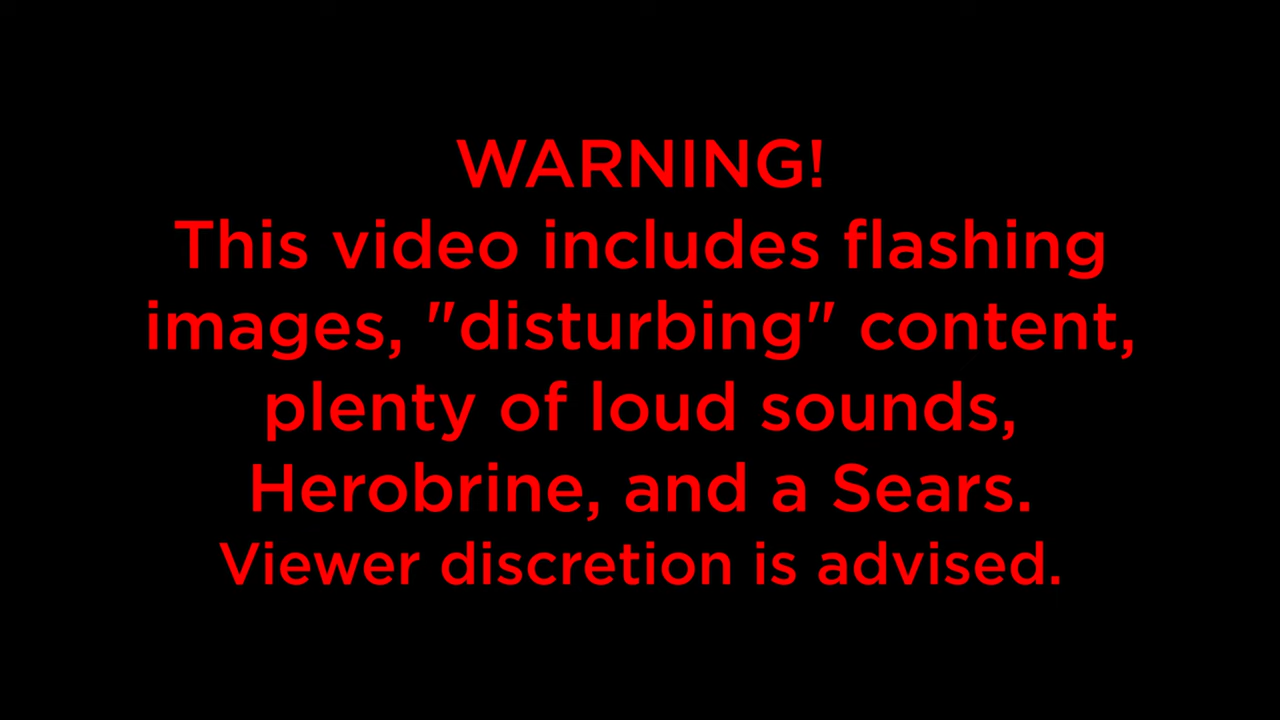 WARNING!
This video includes flashing
images, "disturbing" content,
plenty of loud sounds,
Herobrine, and a Sears.
Viewer discretion is advised.